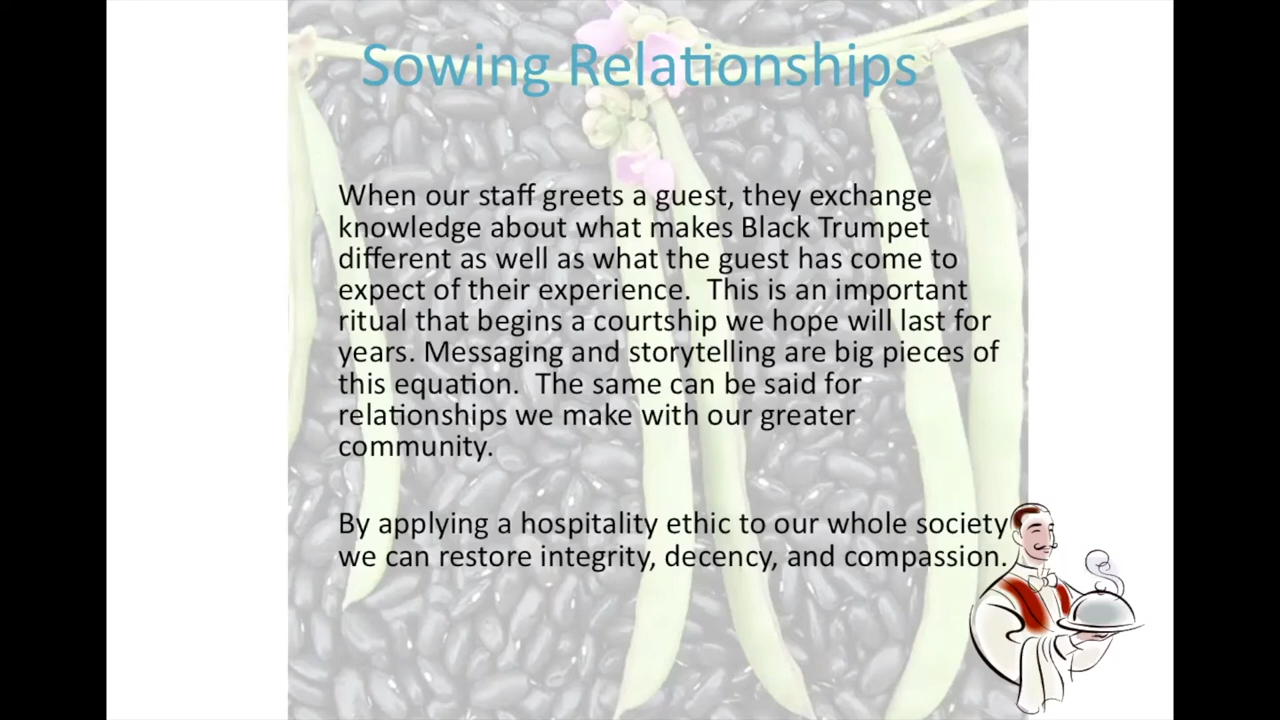 Sowing Relationships
When our staff greets a guest, they exchange
knowledge about what makes Black Trumpet
different as well as what the guest has come to
expect of their experience.  This is an important
ritual that begins a courtship we hope will last for
years. Messaging and storytelling are big pieces of
this equation.  The same can be said for
relationships we make with our greater
community.
By applying a hospitality ethic to our whole society
we can restore integrity, decency, and compassion.